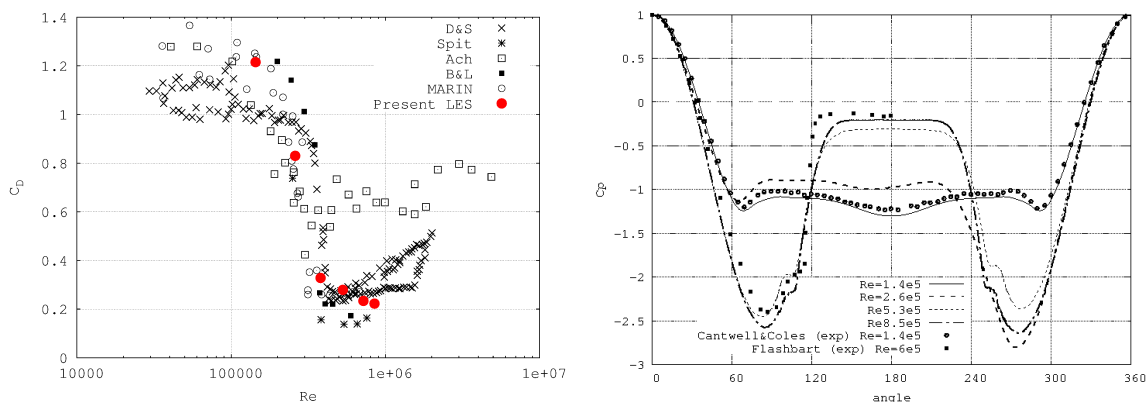 1.4
1.2
1
0.8
0.6
0.4
0.2
0
C_D
10000
100000
1e+06
1e+07
Re
D&S
Spit
Ach
B&L
MARIN
Present LES
1
0.5
0
-0.5
-1
-1.5
-2
-2.5
-3
Cp
0
60
120
180
240
300
360
angle
Re=1.4e5
Re=2.6e5
Re5.3e5
Re8.5e5
Cantwell&Coles (exp) Re=1.4e5
Flashbart (exp) Re=6e5